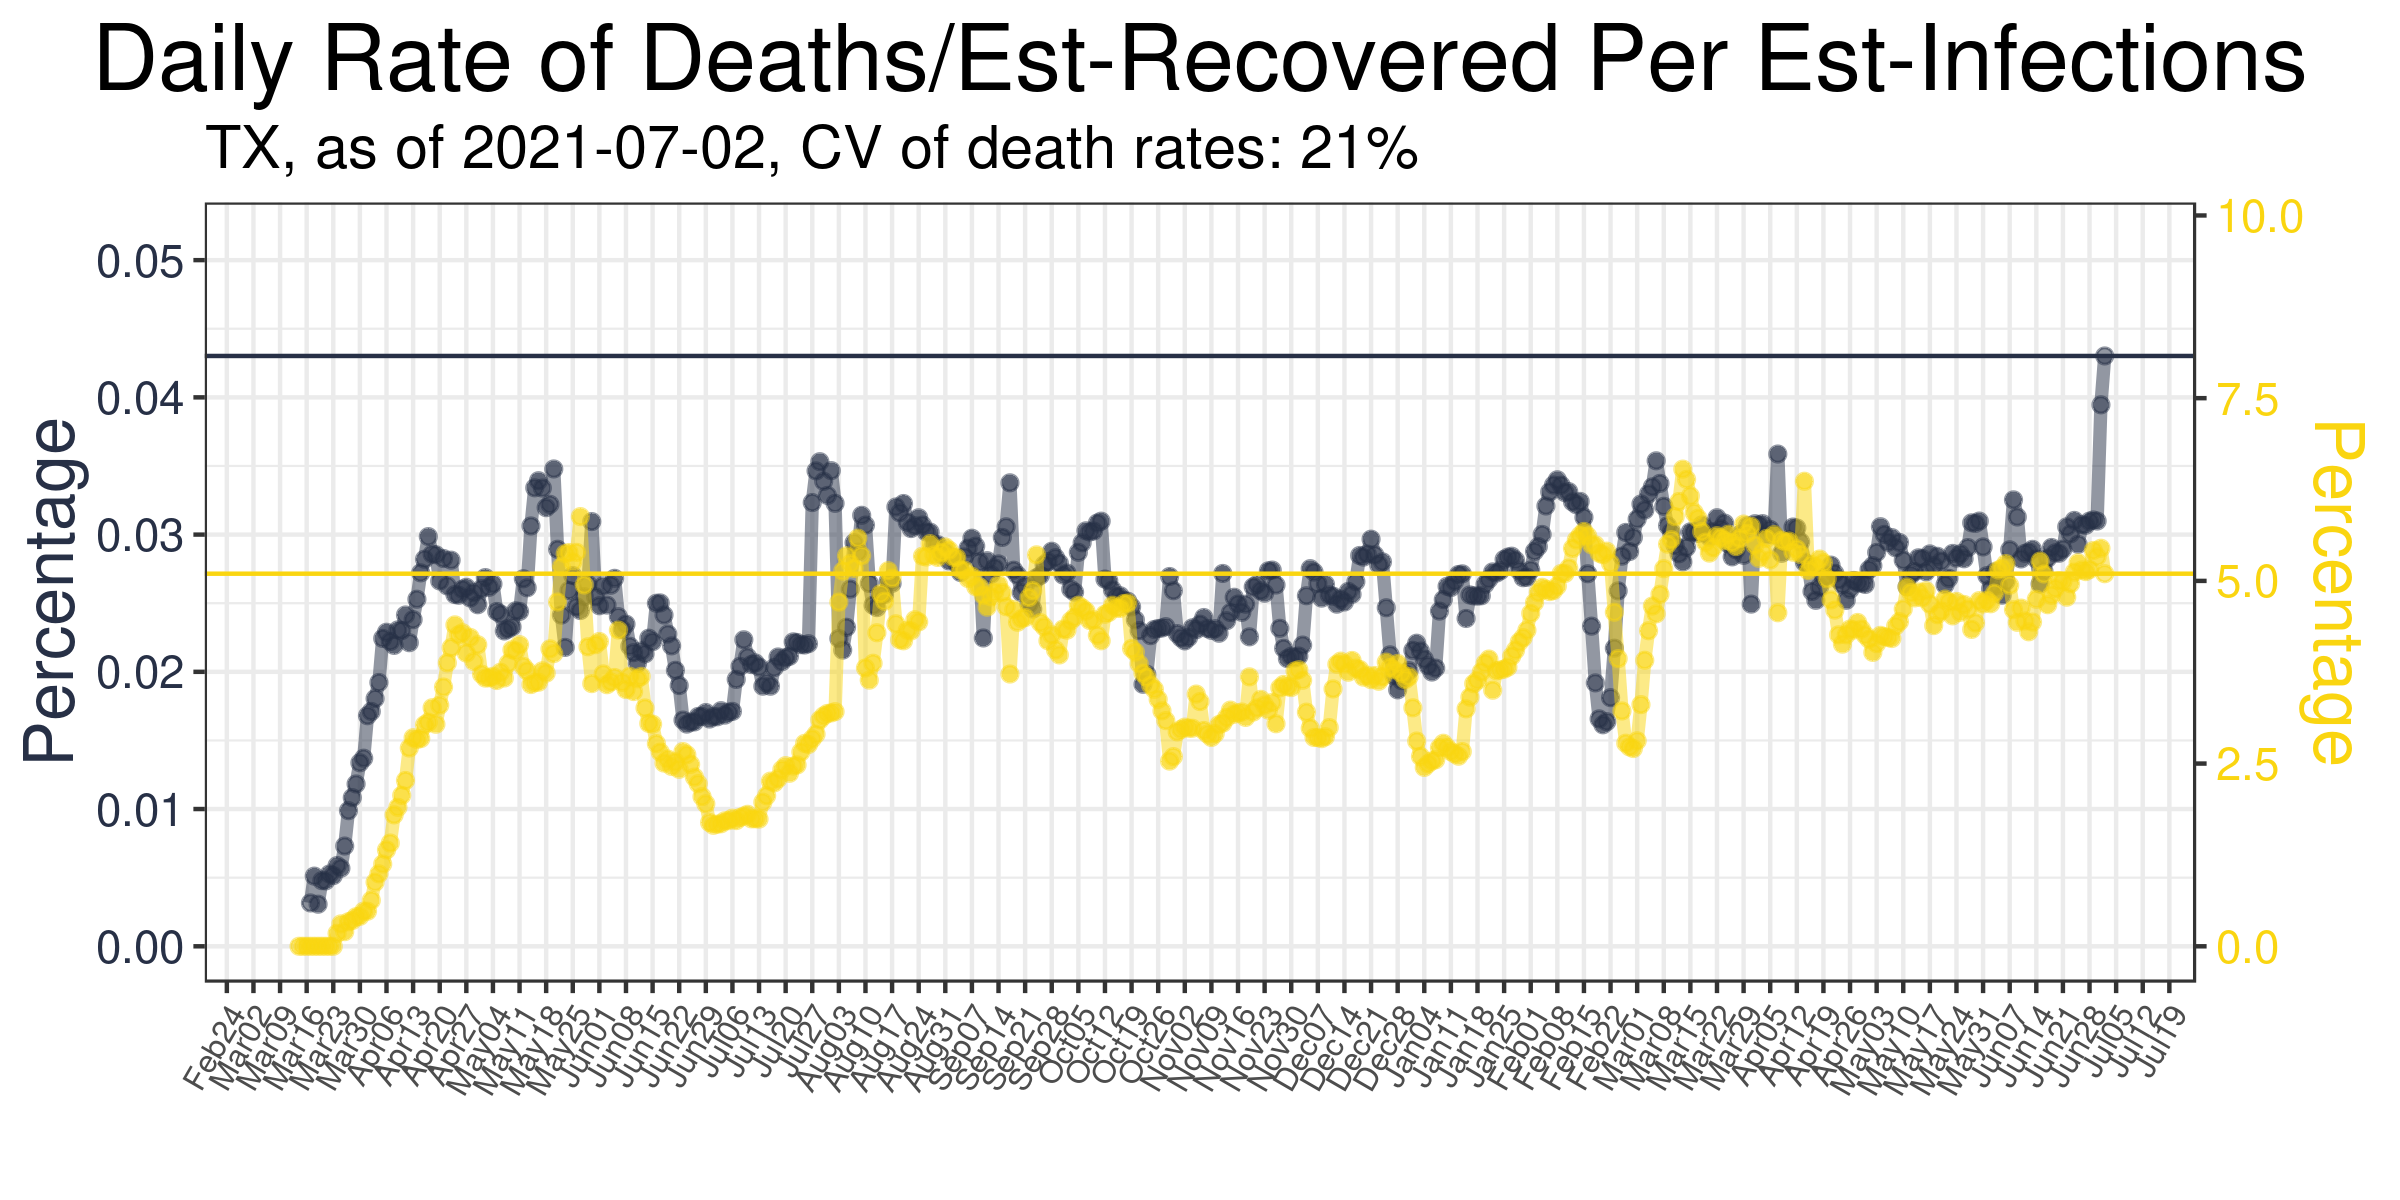 Daily Rate of Deaths/Est-Recovered Per Est-Infections
TX, as of 2021-07-02, CV of death rates: 21%
Percentage
0.05
0.04
0.03
0.02
0.01
0.00
10.0
7.5
5.0
2.5
0.0
Percentage
Feb24
Mar02
Mar09
Mar16
Mar23
Mar30
Apr06
Apr13
Apr20
Apr27
May04
May11
May18
May25
Jun01
Jun08
Jun15
Jun22
Jun29
Jul06
Jul13
Jul20
Jul27
Aug03
Aug10
Aug17
Aug24
Aug31
Sep07
Sep14
Sep21
Sep28
Oct05
Oct12
Oct19
Oct26
Nov02
Nov09
Nov16
Nov23
Nov30
Dec07
Dec14
Dec21
Dec28
Jan04
Jan11
Jan18
Jan25
Feb01
Feb08
Feb15
Feb22
Mar01
Mar08
Mar15
Mar22
Mar29
Apr05
Apr12
Apr19
Apr26
May03
May10
May17
May24
May31
Jun07
Jun14
Jun21
Jun28
Jul05
Jul12
Jul19